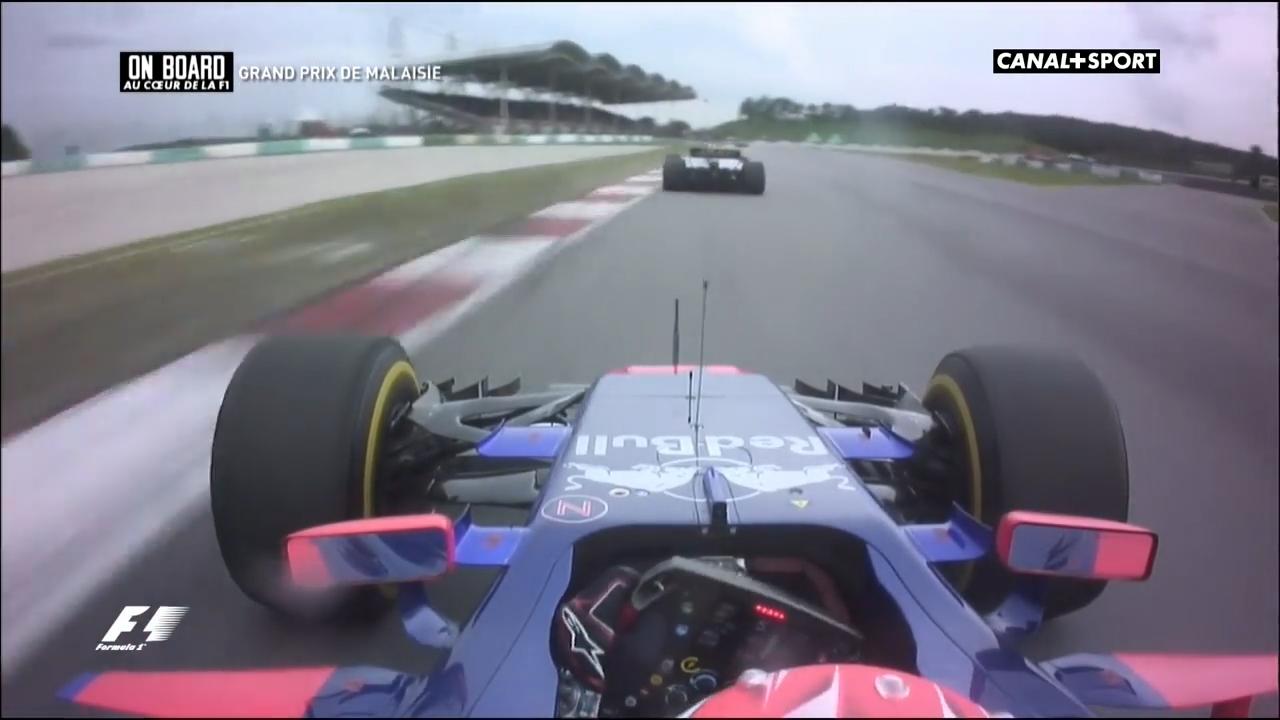 ON BOARD
AU CŒUR DE LA F1
GRAND PRIX DE MALAISIE
CANAL+SPORT
Red Bull
F1
Formula 1